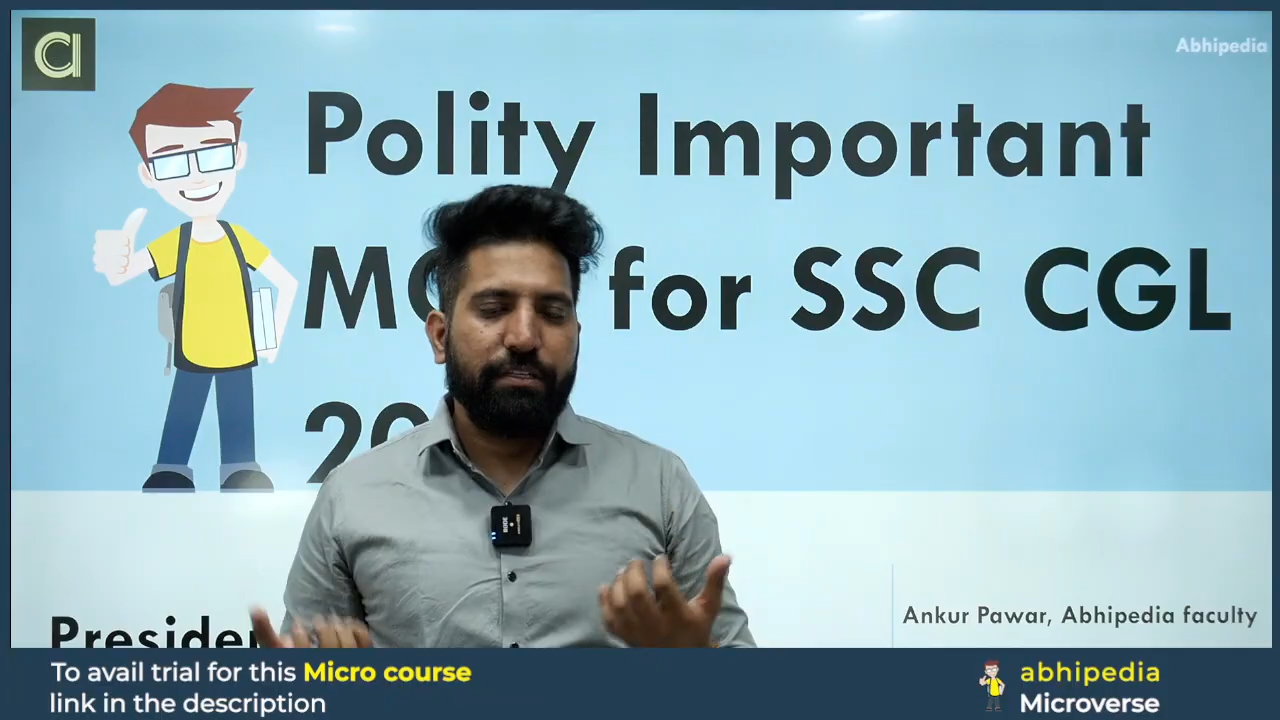 Abhipedia
Polity Important
for SSC CGL
20
Ankur Pawar, Abhipedia faculty
To avail trial for this Micro course
link in the description
abhipedia
Microverse